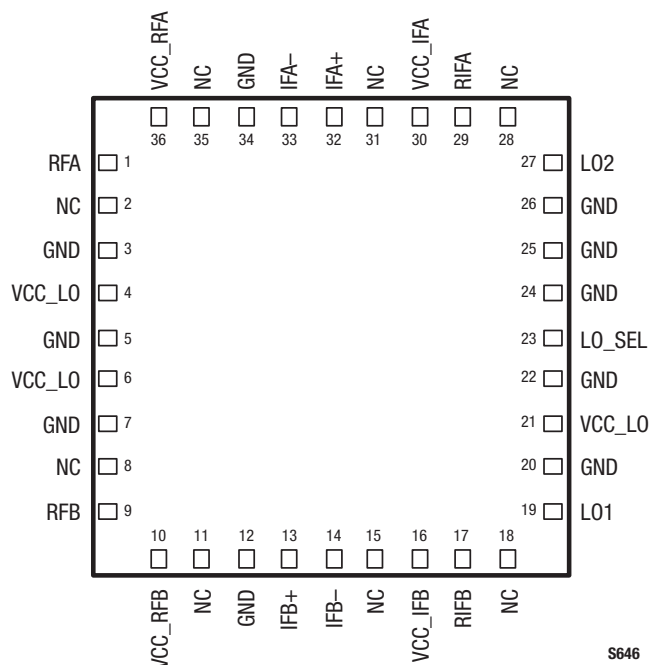 VCC_RFA NC GND IFA– IFA+ NC VCC_IFA RIFA NC
36 35 34 33 32 31 30 29 28
RFA 1 27 LO2
NC 2 26 GND
GND 3 25 GND
VCC_LO 4 24 GND
GND 5 23 LO_SEL
VCC_LO 6 22 GND
GND 7 21 VCC_LO
NC 8 20 GND
RFB 9 19 LO1
10 11 12 13 14 15 16 17 18
VCC_RFB NC GND IFB+ IFB– NC VCC_IFB RIFB NC
S646